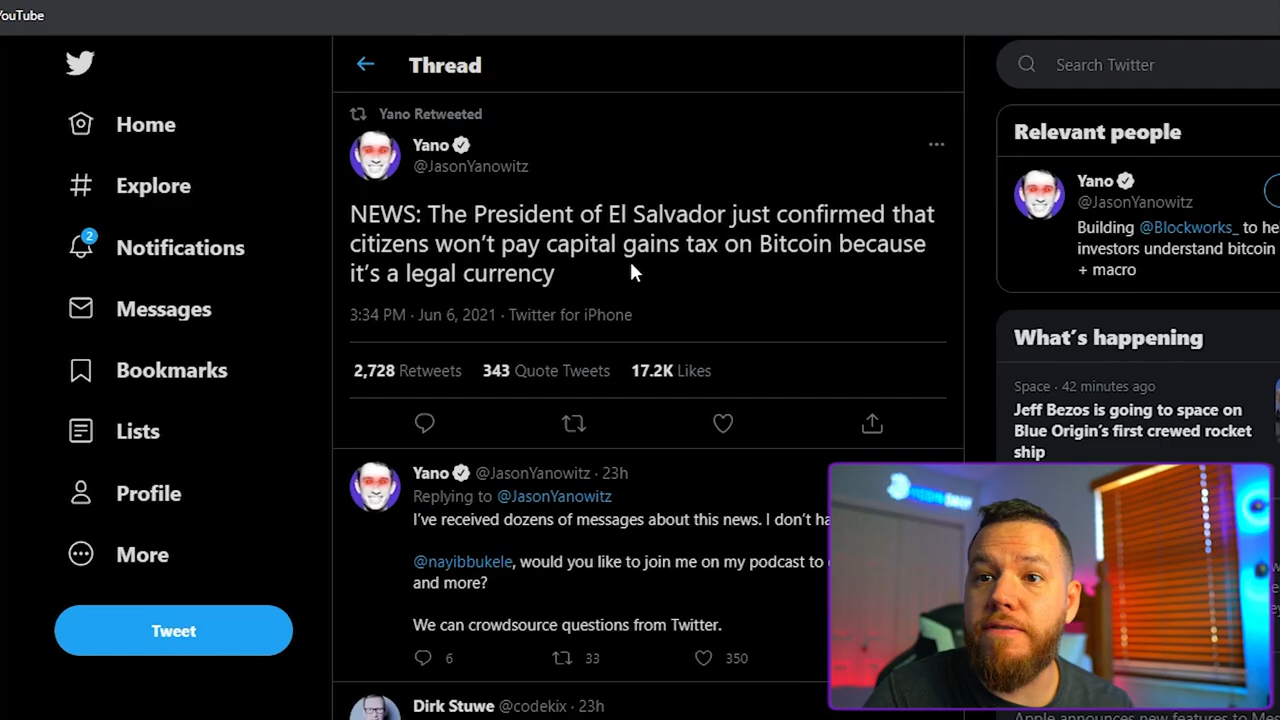 YouTube
Thread
Search Twitter
Home
Explore
2
Notifications
Messages
Bookmarks
Lists
Profile
More
Tweet
Yano Retweeted
Yano
@JasonYanowitz
NEWS: The President of El Salvador just confirmed that
citizens won't pay capital gains tax on Bitcoin because
it's a legal currency
3:34 PM · Jun 6, 2021 · Twitter for iPhone
2,728 Retweets 343 Quote Tweets 17.2K Likes
Yano @JasonYanowitz · 23h
Replying to @JasonYanowitz
I've received dozens of messages about this news. I don't
@nayibbukele, would you like to join me on my podcast to
and more?
We can crowdsource questions from Twitter.
6 33 350
Dirk Stuwe @codekix · 23h
Relevant people
Yano
@JasonYanowitz
Building @Blockworks_ to
investors understand bitcoin
+ macro
What's happening
Space · 42 minutes ago
Jeff Bezos is going to space on
Blue Origin's first crewed rocket
ship